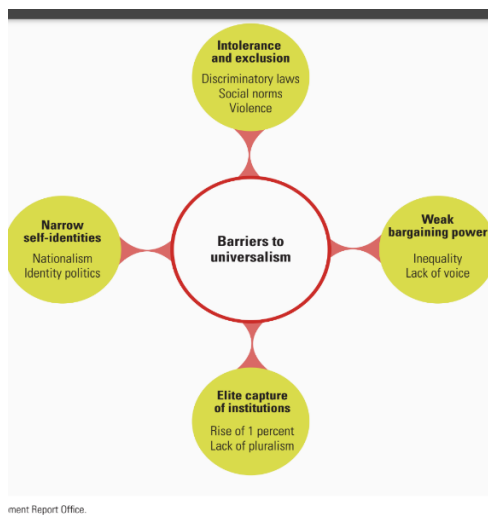 Intolerance
and exclusion
Discriminatory laws
Social norms
Violence
Narrow
self-identities
Nationalism
Identity politics
Barriers to
universalism
Weak
bargaining power
Inequality
Lack of voice
Elite capture
of institutions
Rise of 1 percent
Lack of pluralism
ment Report Office.